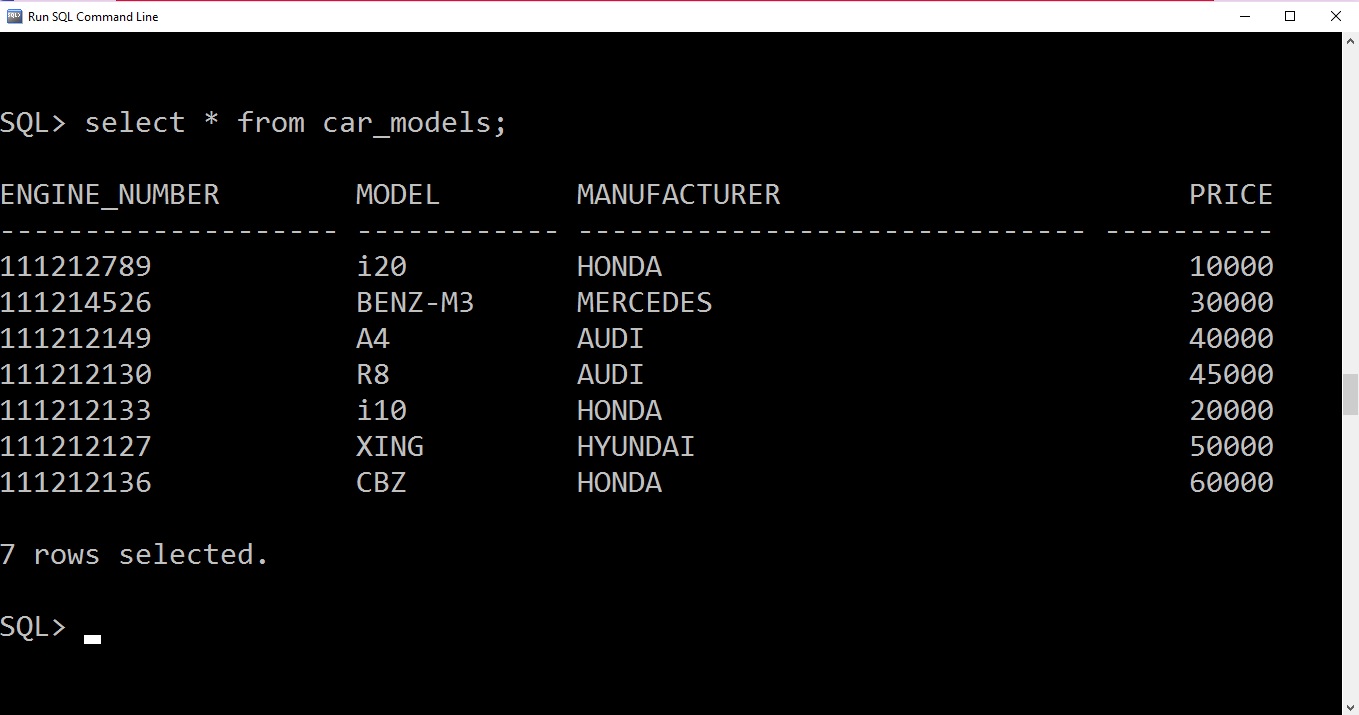 Run SQL Command Line
SQL> select * from car_models;
ENGINE_NUMBER MODEL MANUFACTURER PRICE
-------------------- ------------ ------------------------------ ----------
111212789 i20 HONDA 10000
111214526 BENZ-M3 MERCEDES 30000
111212149 A4 AUDI 40000
111212130 R8 AUDI 45000
111212133 i10 HONDA 20000
111212127 XING HYUNDAI 50000
111212136 CBZ HONDA 60000
7 rows selected.
SQL>